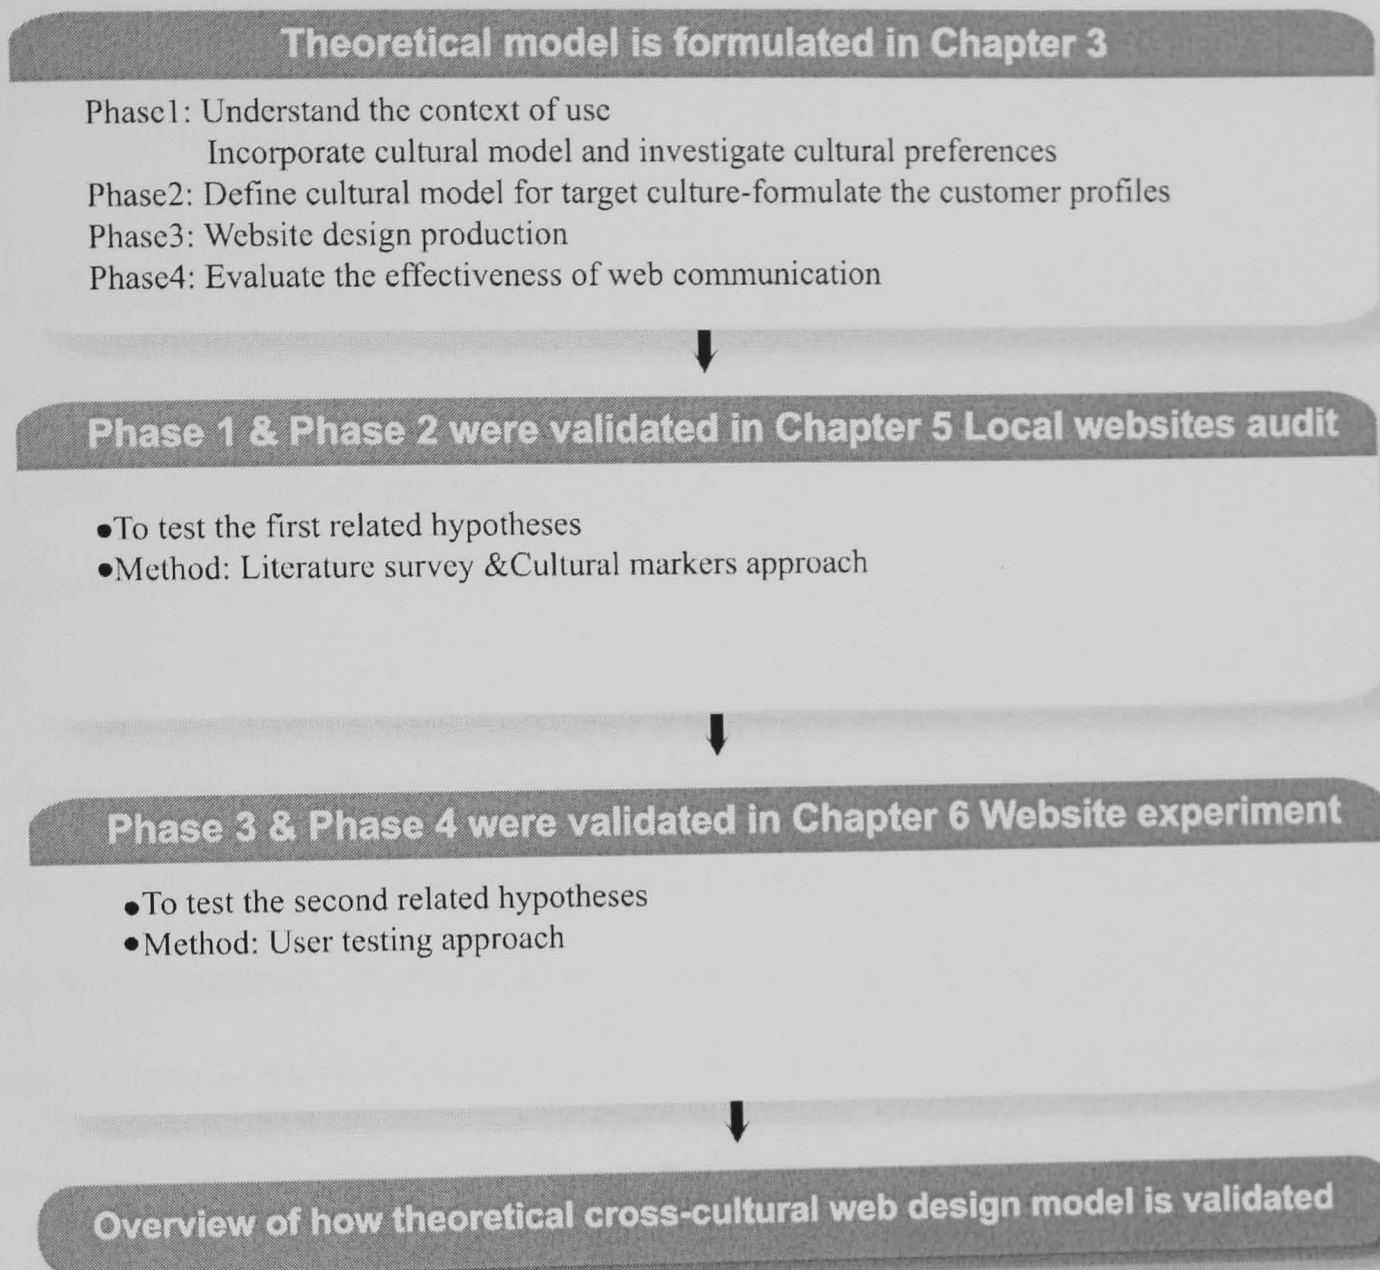 Theoretical model is formulated in Chapter 3
Phase1: Understand the context of use
Incorporate cultural model and investigate cultural preferences
Phase2: Define cultural model for target culture-formulate the customer profiles
Phase3: Website design production
Phase4: Evaluate the effectiveness of web communication
Phase 1 & Phase 2 were validated in Chapter 5 Local websites audit
●To test the first related hypotheses
●Method: Literature survey &Cultural markers approach
Phase 3 & Phase 4 were validated in Chapter 6 Website experiment
●To test the second related hypotheses
●Method: User testing approach
Overview of how theoretical cross-cultural web design model is validated